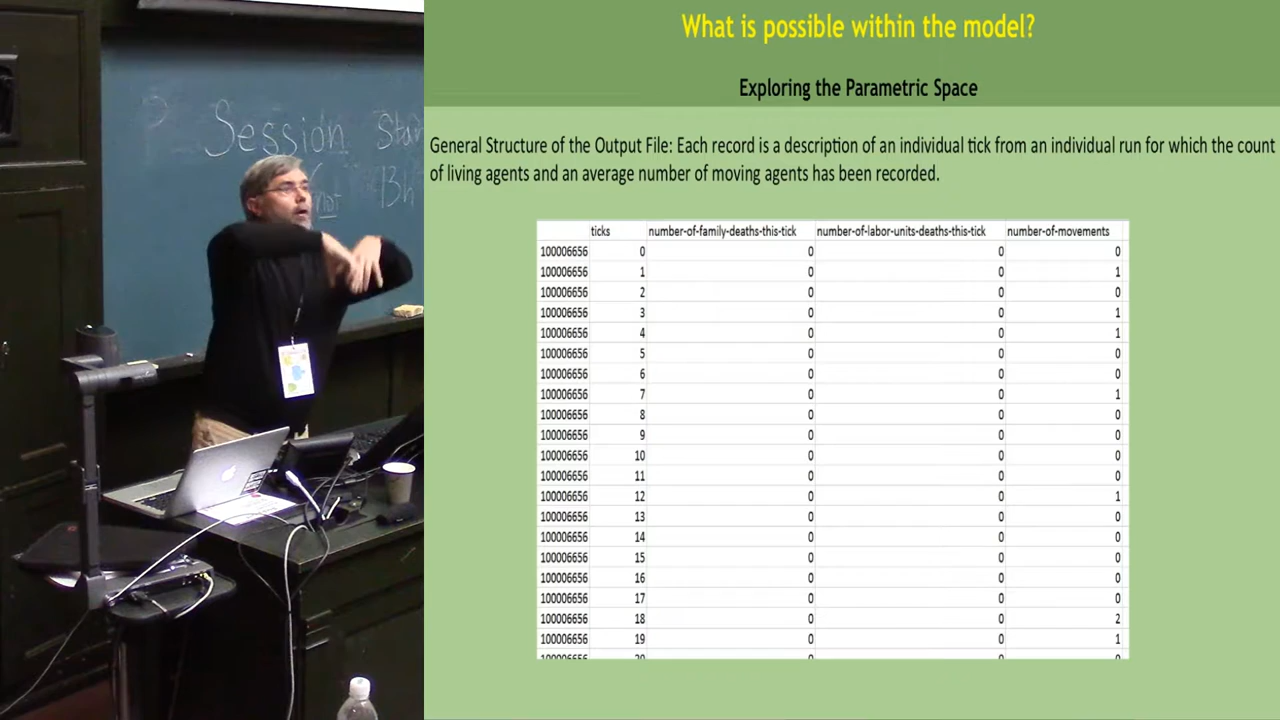 What is possible within the model?
Exploring the Parametric Space
General Structure of the Output File: Each record is a description of an individual tick from an individual run for which the count
of living agents and an average number of moving agents has been recorded.
ticks number-of-family-deaths-this-tick number-of-labor-units-deaths-this-tick number-of-movements
100006656 0 0 0 0
100006656 1 0 0 1
100006656 2 0 0 0
100006656 3 0 0 1
100006656 4 0 0 1
100006656 5 0 0 0
100006656 6 0 0 0
100006656 7 0 0 1
100006656 8 0 0 0
100006656 9 0 0 0
100006656 10 0 0 0
100006656 11 0 0 0
100006656 12 0 0 1
100006656 13 0 0 0
100006656 14 0 0 0
100006656 15 0 0 0
100006656 16 0 0 0
100006656 17 0 0 0
100006656 18 0 0 2
100006656 19 0 0 1
100006656 20 0 0 0
Session star
not 13h